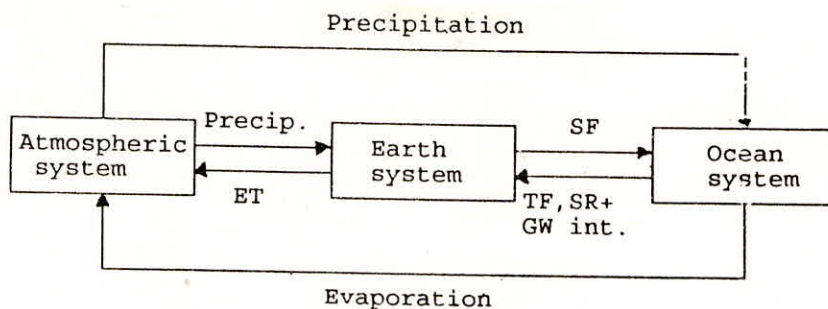 Precipitation
Atmospheric
system
Precip.
ET
Earth
system
SF
TF, SR+
GW int.
Ocean
system
Evaporation